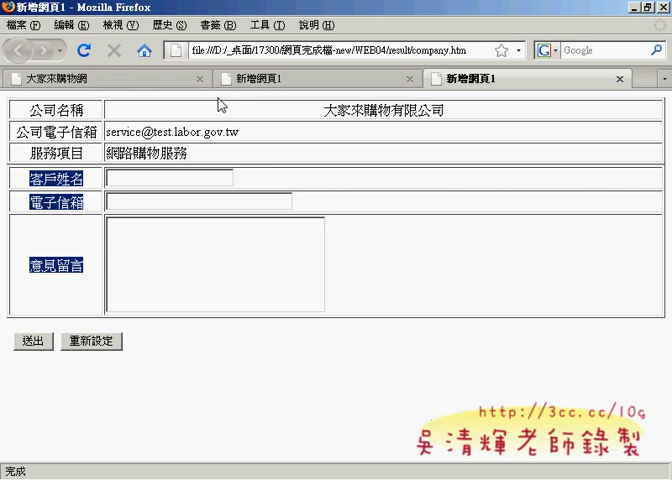 新增網頁1 - Mozilla Firefox
檔案(F) 編輯(E) 檢視(V) 歷史(S) 書籤(B) 工具(T) 說明(H)
file:///D:/_桌面/17300/網頁完成檔-new/WEB04/result/company.htm
Google
大家來購物網
新增網頁1
新增網頁1
公司名稱 大家來購物有限公司
公司電子信箱 service@test.labor.gov.tw
服務項目 網路購物服務
客戶姓名
電子信箱
意見留言
送出 重新設定
http://3cc.cc/10g
吳清輝老師錄製
完成